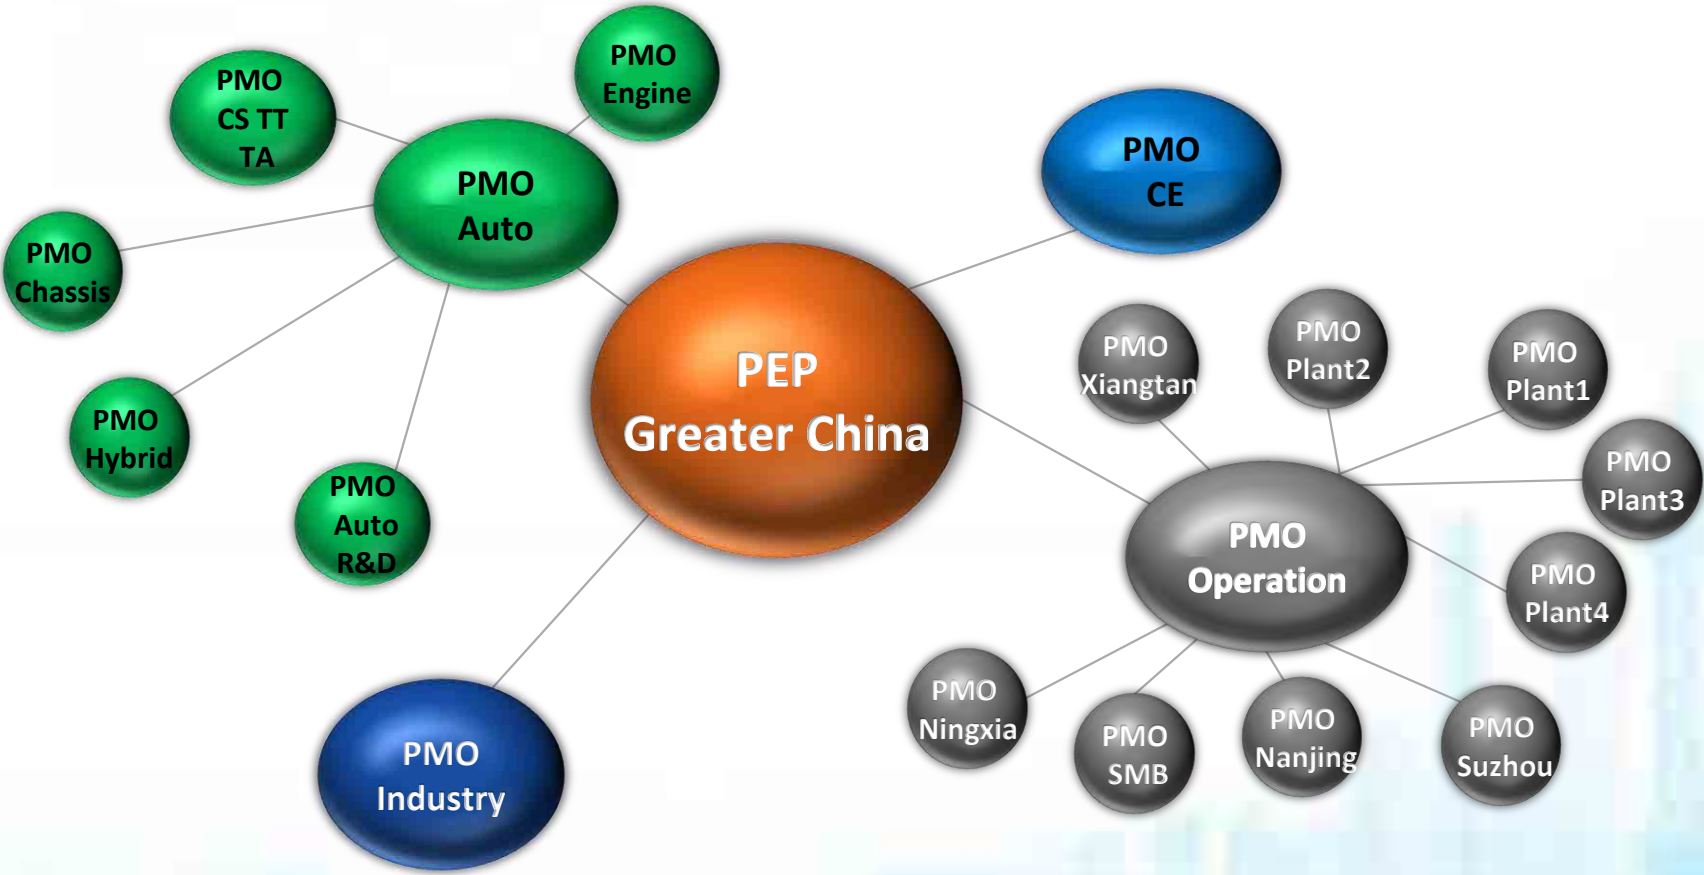 PMO
Engine
PMO
CS TT
TA
PMO
Auto
PMO
CE
PMO
Chassis
PEP
Greater China
PMO
Xiangtan
PMO
Plant2
PMO
Plant1
PMO
Hybrid
PMO
Auto
R&D
PMO
Plant3
PMO
Operation
PMO
Plant4
PMO
Industry
PMO
Ningxia
PMO
SMB
PMO
Nanjing
PMO
Suzhou